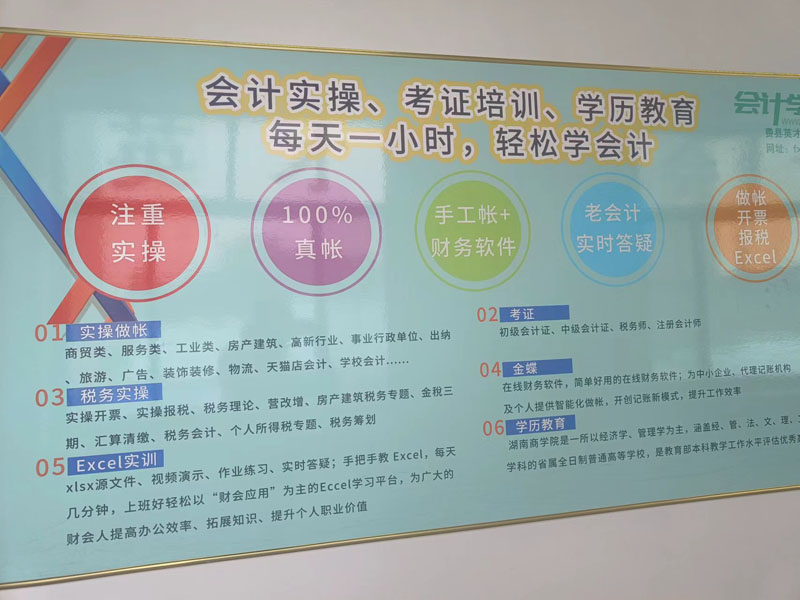 会计实操、考证培训、学历教育
每天一小时，轻松学会计
会计学
网址：
注重
实操
100%
真帐
手工帐+
财务软件
老会计
实时答疑
做帐
开票
报税
Excel
01 实操做帐
商贸类、服务类、工业类、房产建筑、高新行业、事业行政单位、出纳
、旅游、广告、装饰装修、物流、天猫店会计、学校会计......
02 考证
初级会计证、中级会计证、税务师、注册会计师
03 税务实操
实操开票、实操报税、税务理论、营改增、房产建筑税务专题、金税三
期、汇算清缴、税务会计、个人所得税专题、税务筹划
04 金蝶
在线财务软件，简单好用的在线财务软件；为中小企业，代理记账机构
及个人提供智能化做帐，开创记账新模式，提升工作效率
05 Excel实训
xlsx源文件、视频演示、作业练习、实时答疑；手把手教 Excel，每天
几分钟，上班好轻松以“财会应用”为主的Eccel学习平台，为广大的
财会人提高办公效率、拓展知识、提升个人职业价值
06 学历教育
湖南商学院是一所以经济学、管理学为主，涵盖经、管、法、文、理、
学科的省属全日制普通高等学校，是教育部本科教学工作水平评估优秀